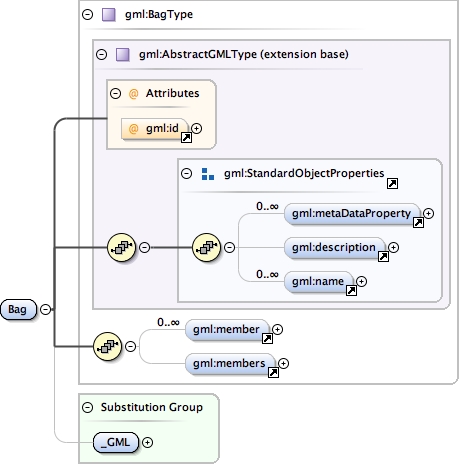 gml:BagType
gml:AbstractGMLType (extension base)
@ Attributes
@ gml:id
gml:StandardObjectProperties
0..∞
gml:metaDataProperty
gml:description
0..∞
gml:name
Bag
0..∞
gml:member
gml:members
Substitution Group
_GML